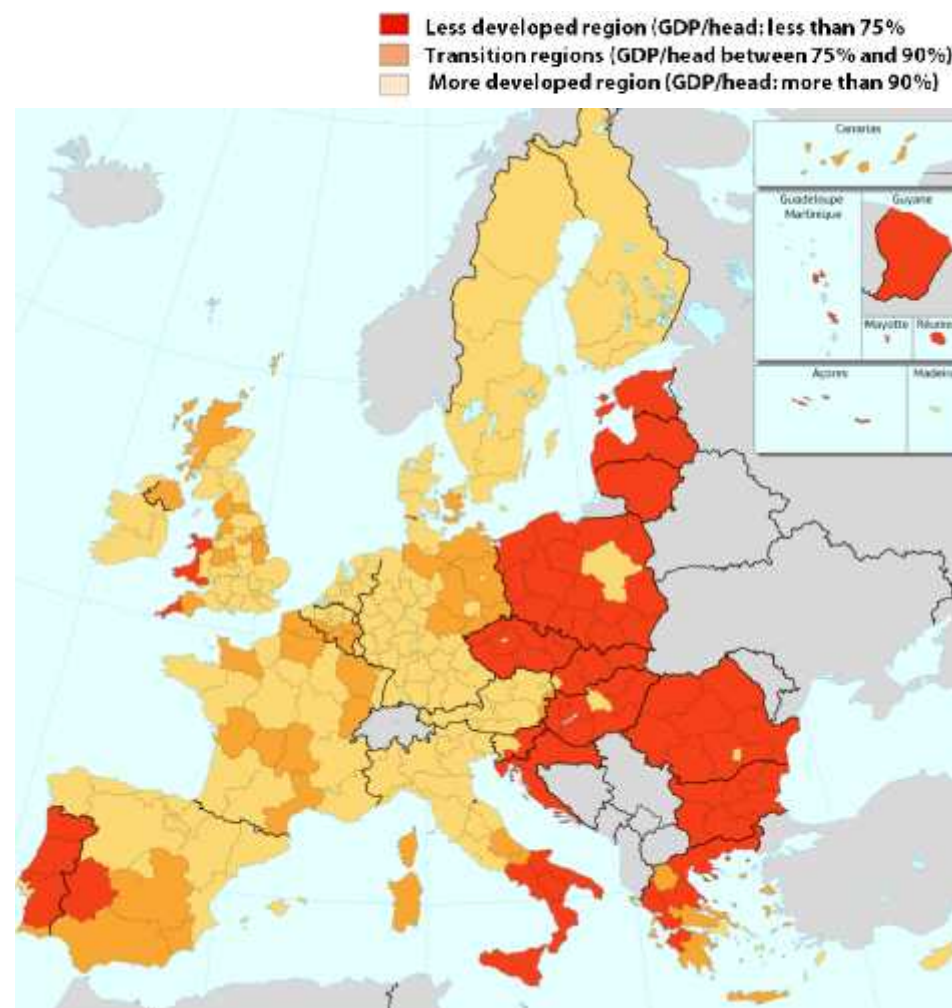 Less developed region (GDP/head: less than 75%
Transition regions (GDP/head between 75% and 90%)
More developed region (GDP/head: more than 90%)
Canarias
Guadeloupe
Martinique
Guyane
Mayotte
Açores